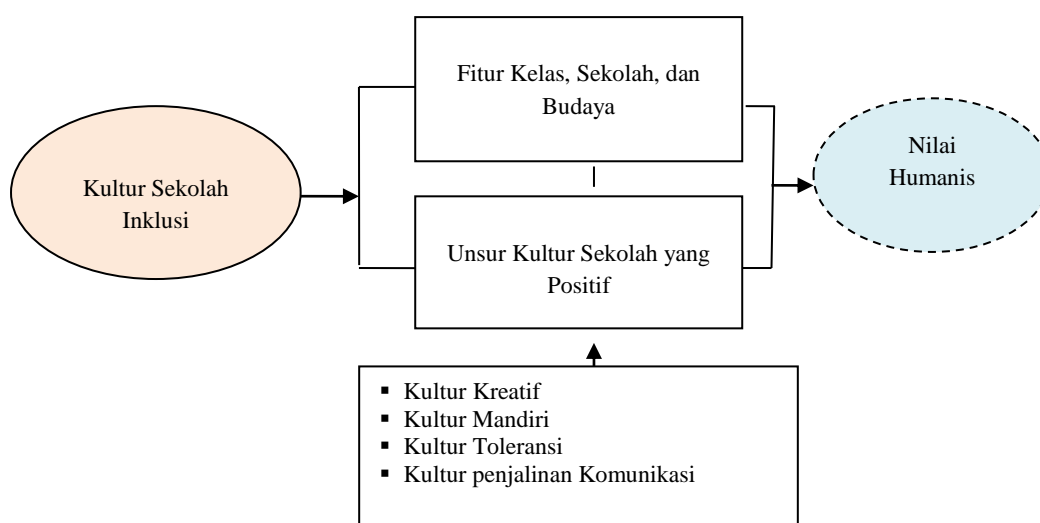 Kultur Sekolah
Inklusi
Fitur Kelas, Sekolah, dan
Budaya
Unsur Kultur Sekolah yang
Positif
▪ Kultur Kreatif
▪ Kultur Mandiri
▪ Kultur Toleransi
▪ Kultur penjalinan Komunikasi
Nilai
Humanis